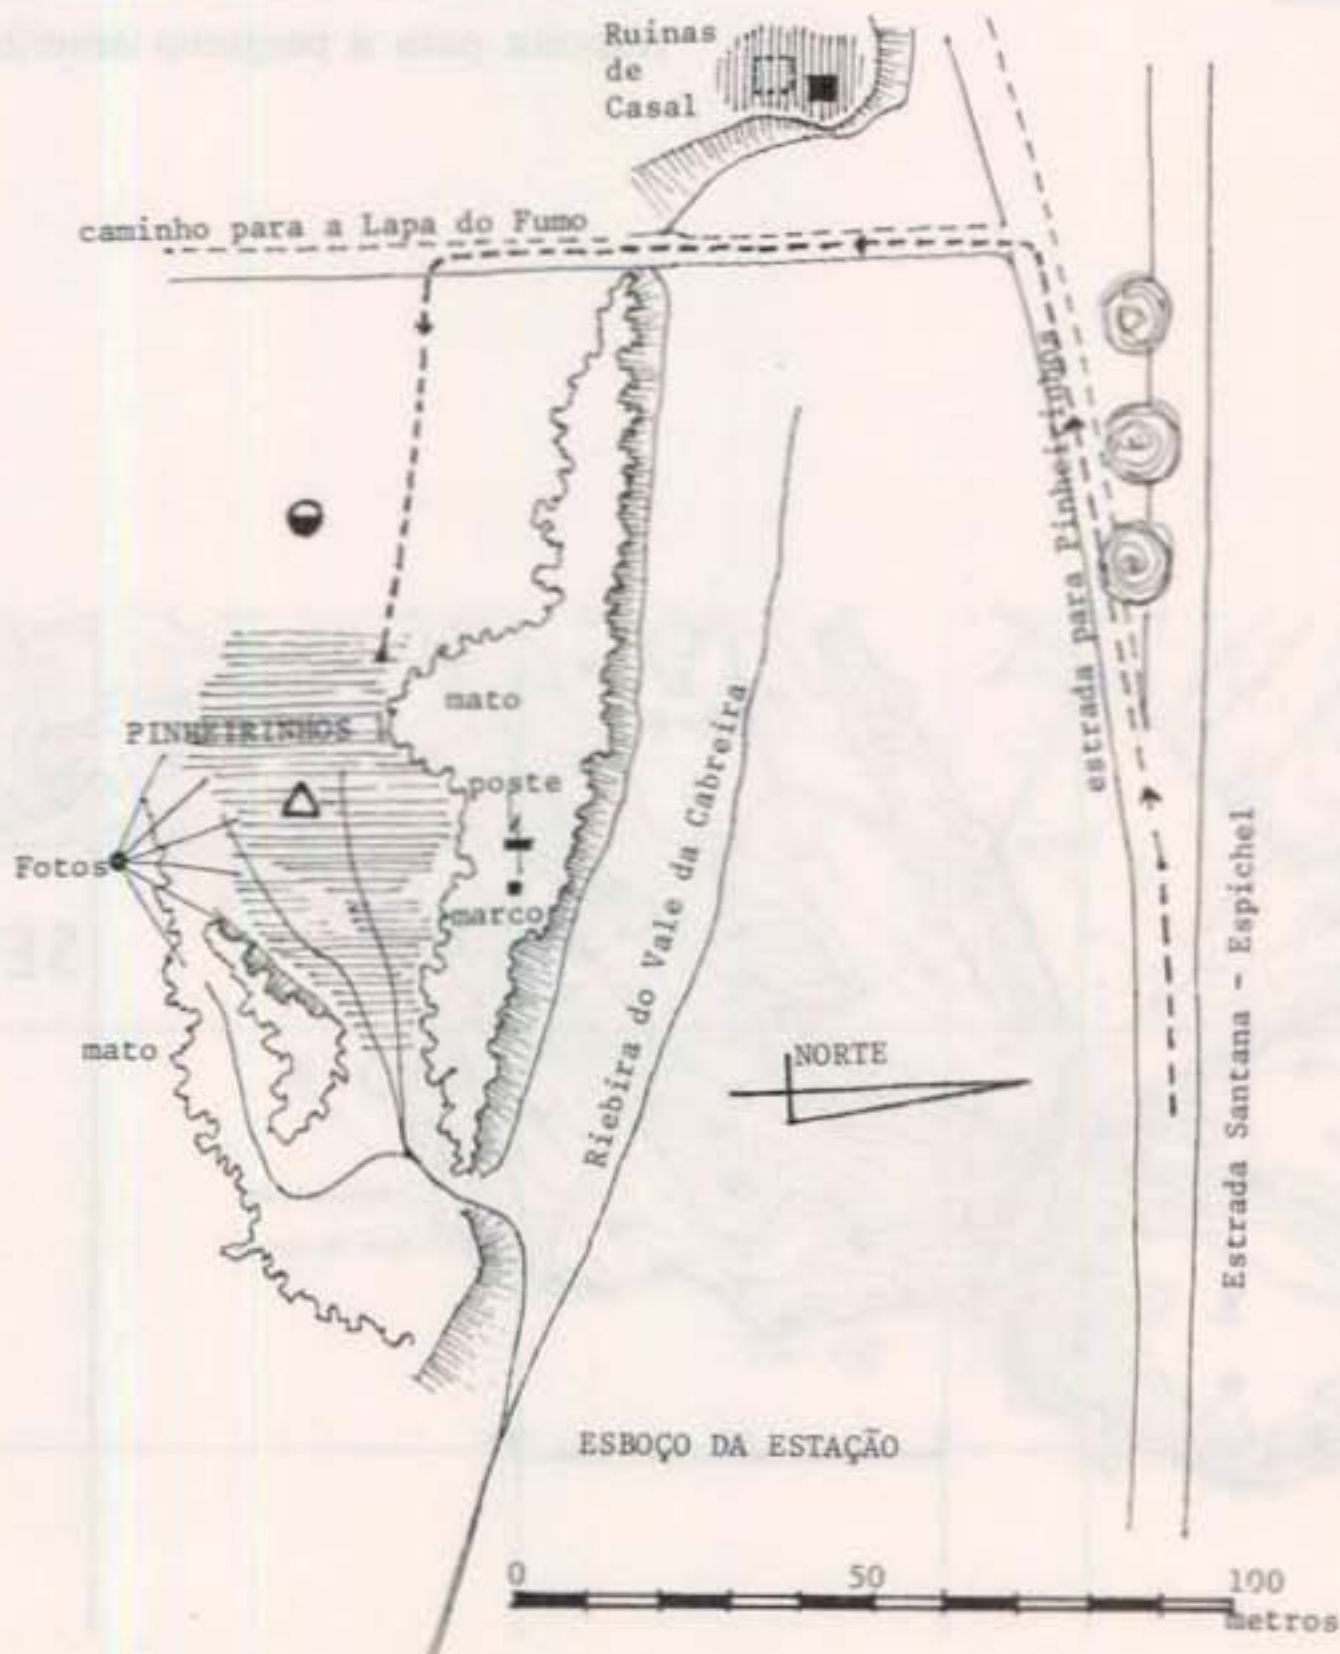 Ruinas
de
Casal
caminho para a Lapa do Fumo
estrada para Pinheirinhos
mato
PINHEIRINHOS
poste
Fotos
marco
Riebira do Vale da Cabreira
mato
NORTE
Estrada Santana - Espichel
ESBOÇO DA ESTAÇÃO
0 50 100
metros